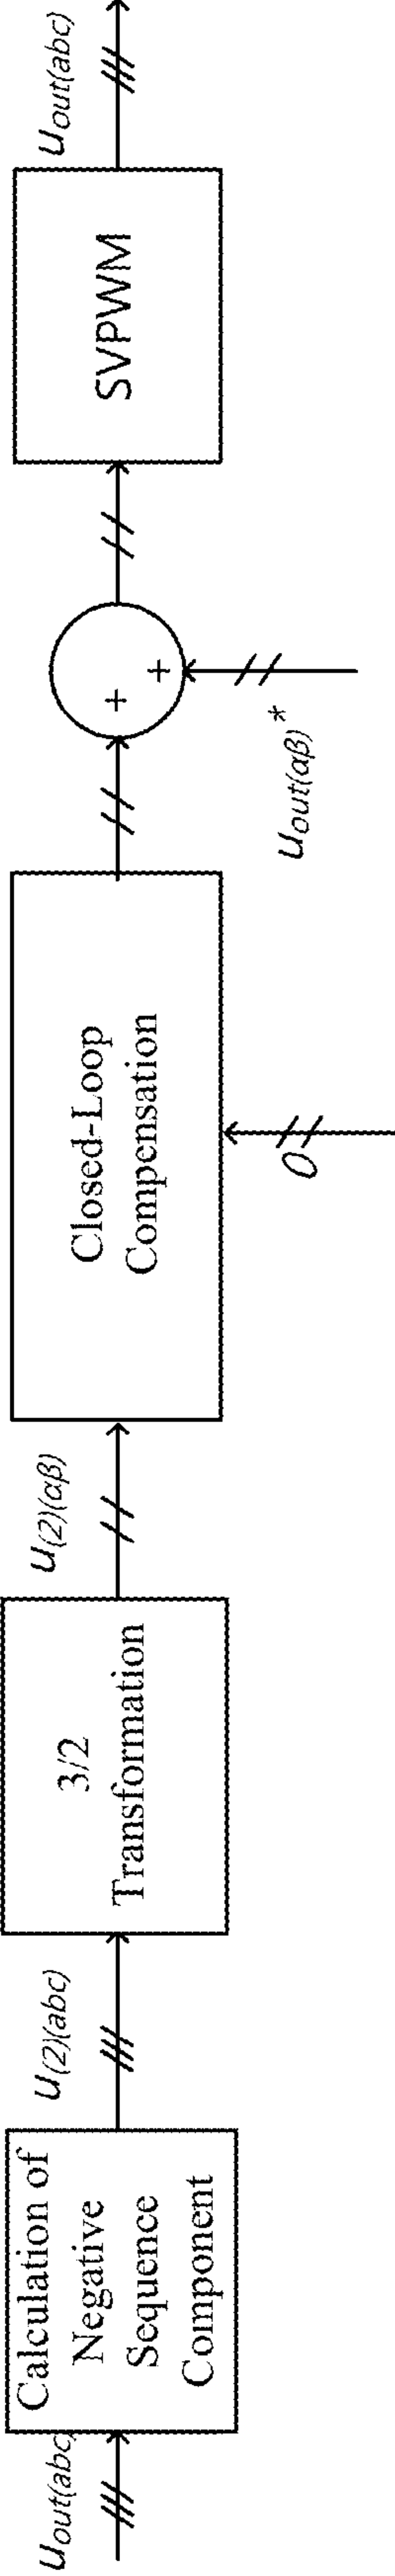 u_out(abc)
Calculation of
Negative
Sequence
Component
u_(2)(abc)
3/2
Transformation
u_(2)(αβ)
Closed-Loop
Compensation
0
+
+
u_out(αβ)*
SVPWM
u_out(abc)